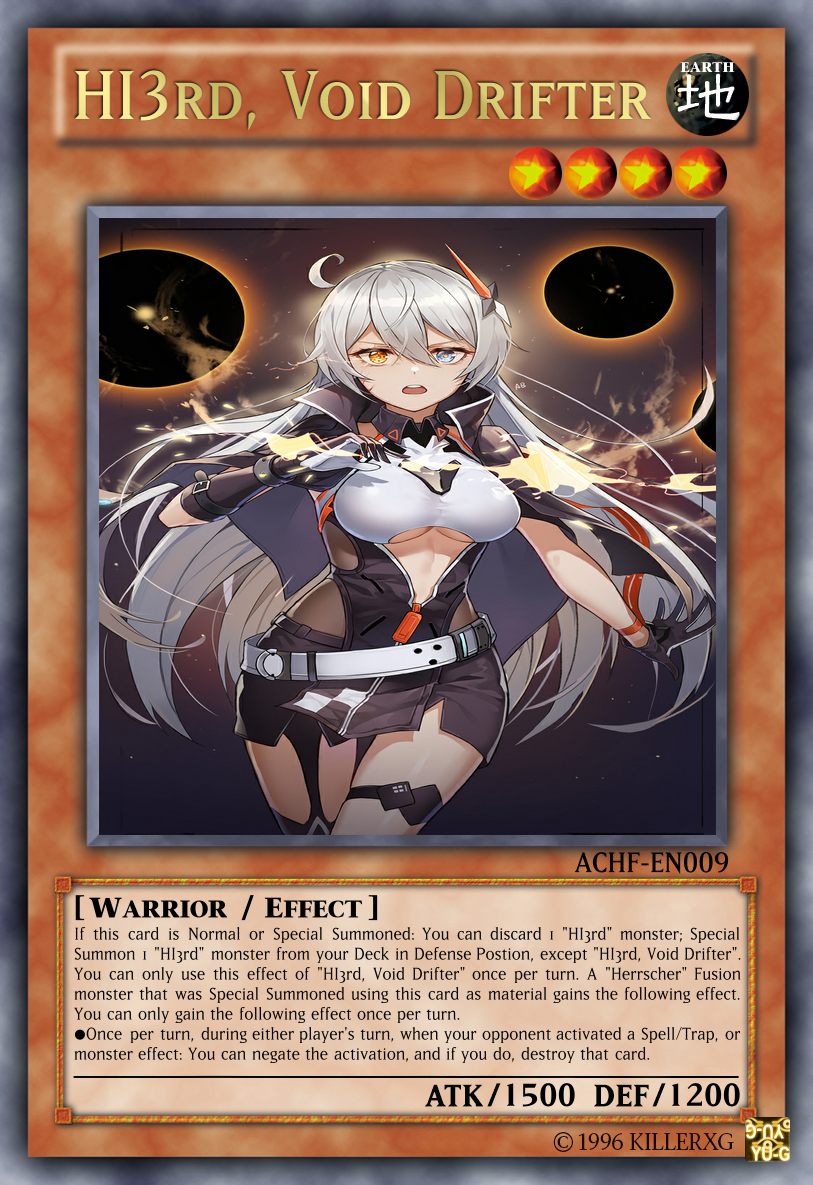 HI3rd, Void Drifter
EARTH
地
AB
ACHF-EN009
[ Warrior / Effect ]
If this card is Normal or Special Summoned: You can discard 1 "HI3rd" monster; Special
Summon 1 "HI3rd" monster from your Deck in Defense Postion, except "HI3rd, Void Drifter".
You can only use this effect of "HI3rd, Void Drifter" once per turn. A "Herrscher" Fusion
monster that was Special Summoned using this card as material gains the following effect.
You can only gain the following effect once per turn.
●Once per turn, during either player's turn, when your opponent activated a Spell/Trap, or
monster effect: You can negate the activation, and if you do, destroy that card.
ATK/1500 DEF/1200
© 1996 KILLERXG